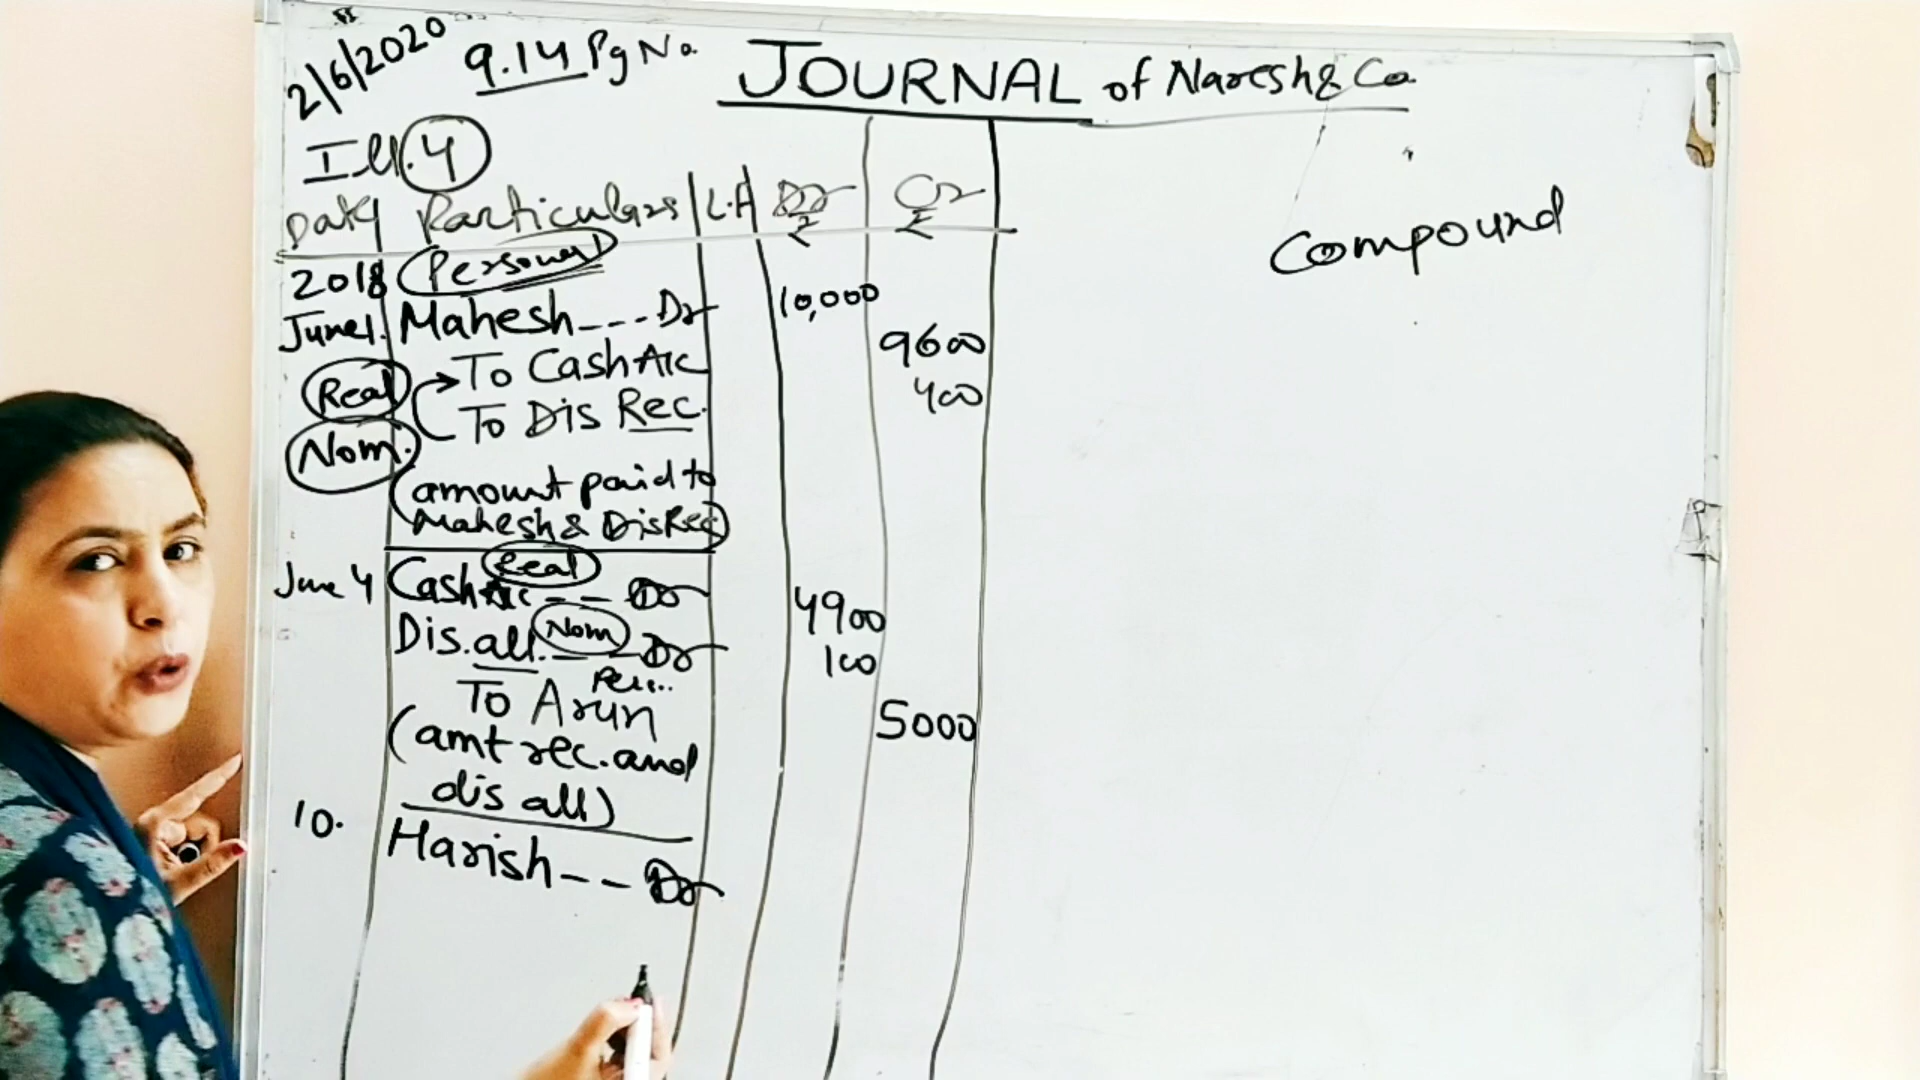 2/6/2020 9.14 Pg No. JOURNAL of Naresh & Co.
Ill. 4
Date Particulars L.F Dr ₹ Cr ₹
Compound
2018 Personal
June 1. Mahesh --- Dr 10,000
Real To Cash A/c 9600
Nom. To Dis Rec. 400
(amount paid to
Mahesh & Dis Rec)
Real
June 4 Cash A/c --- Dr 4900
Dis. all. Nom --- Dr 100
Per...
To Arun 5000
(amt rec. and
dis all)
10. Harish -- Dr